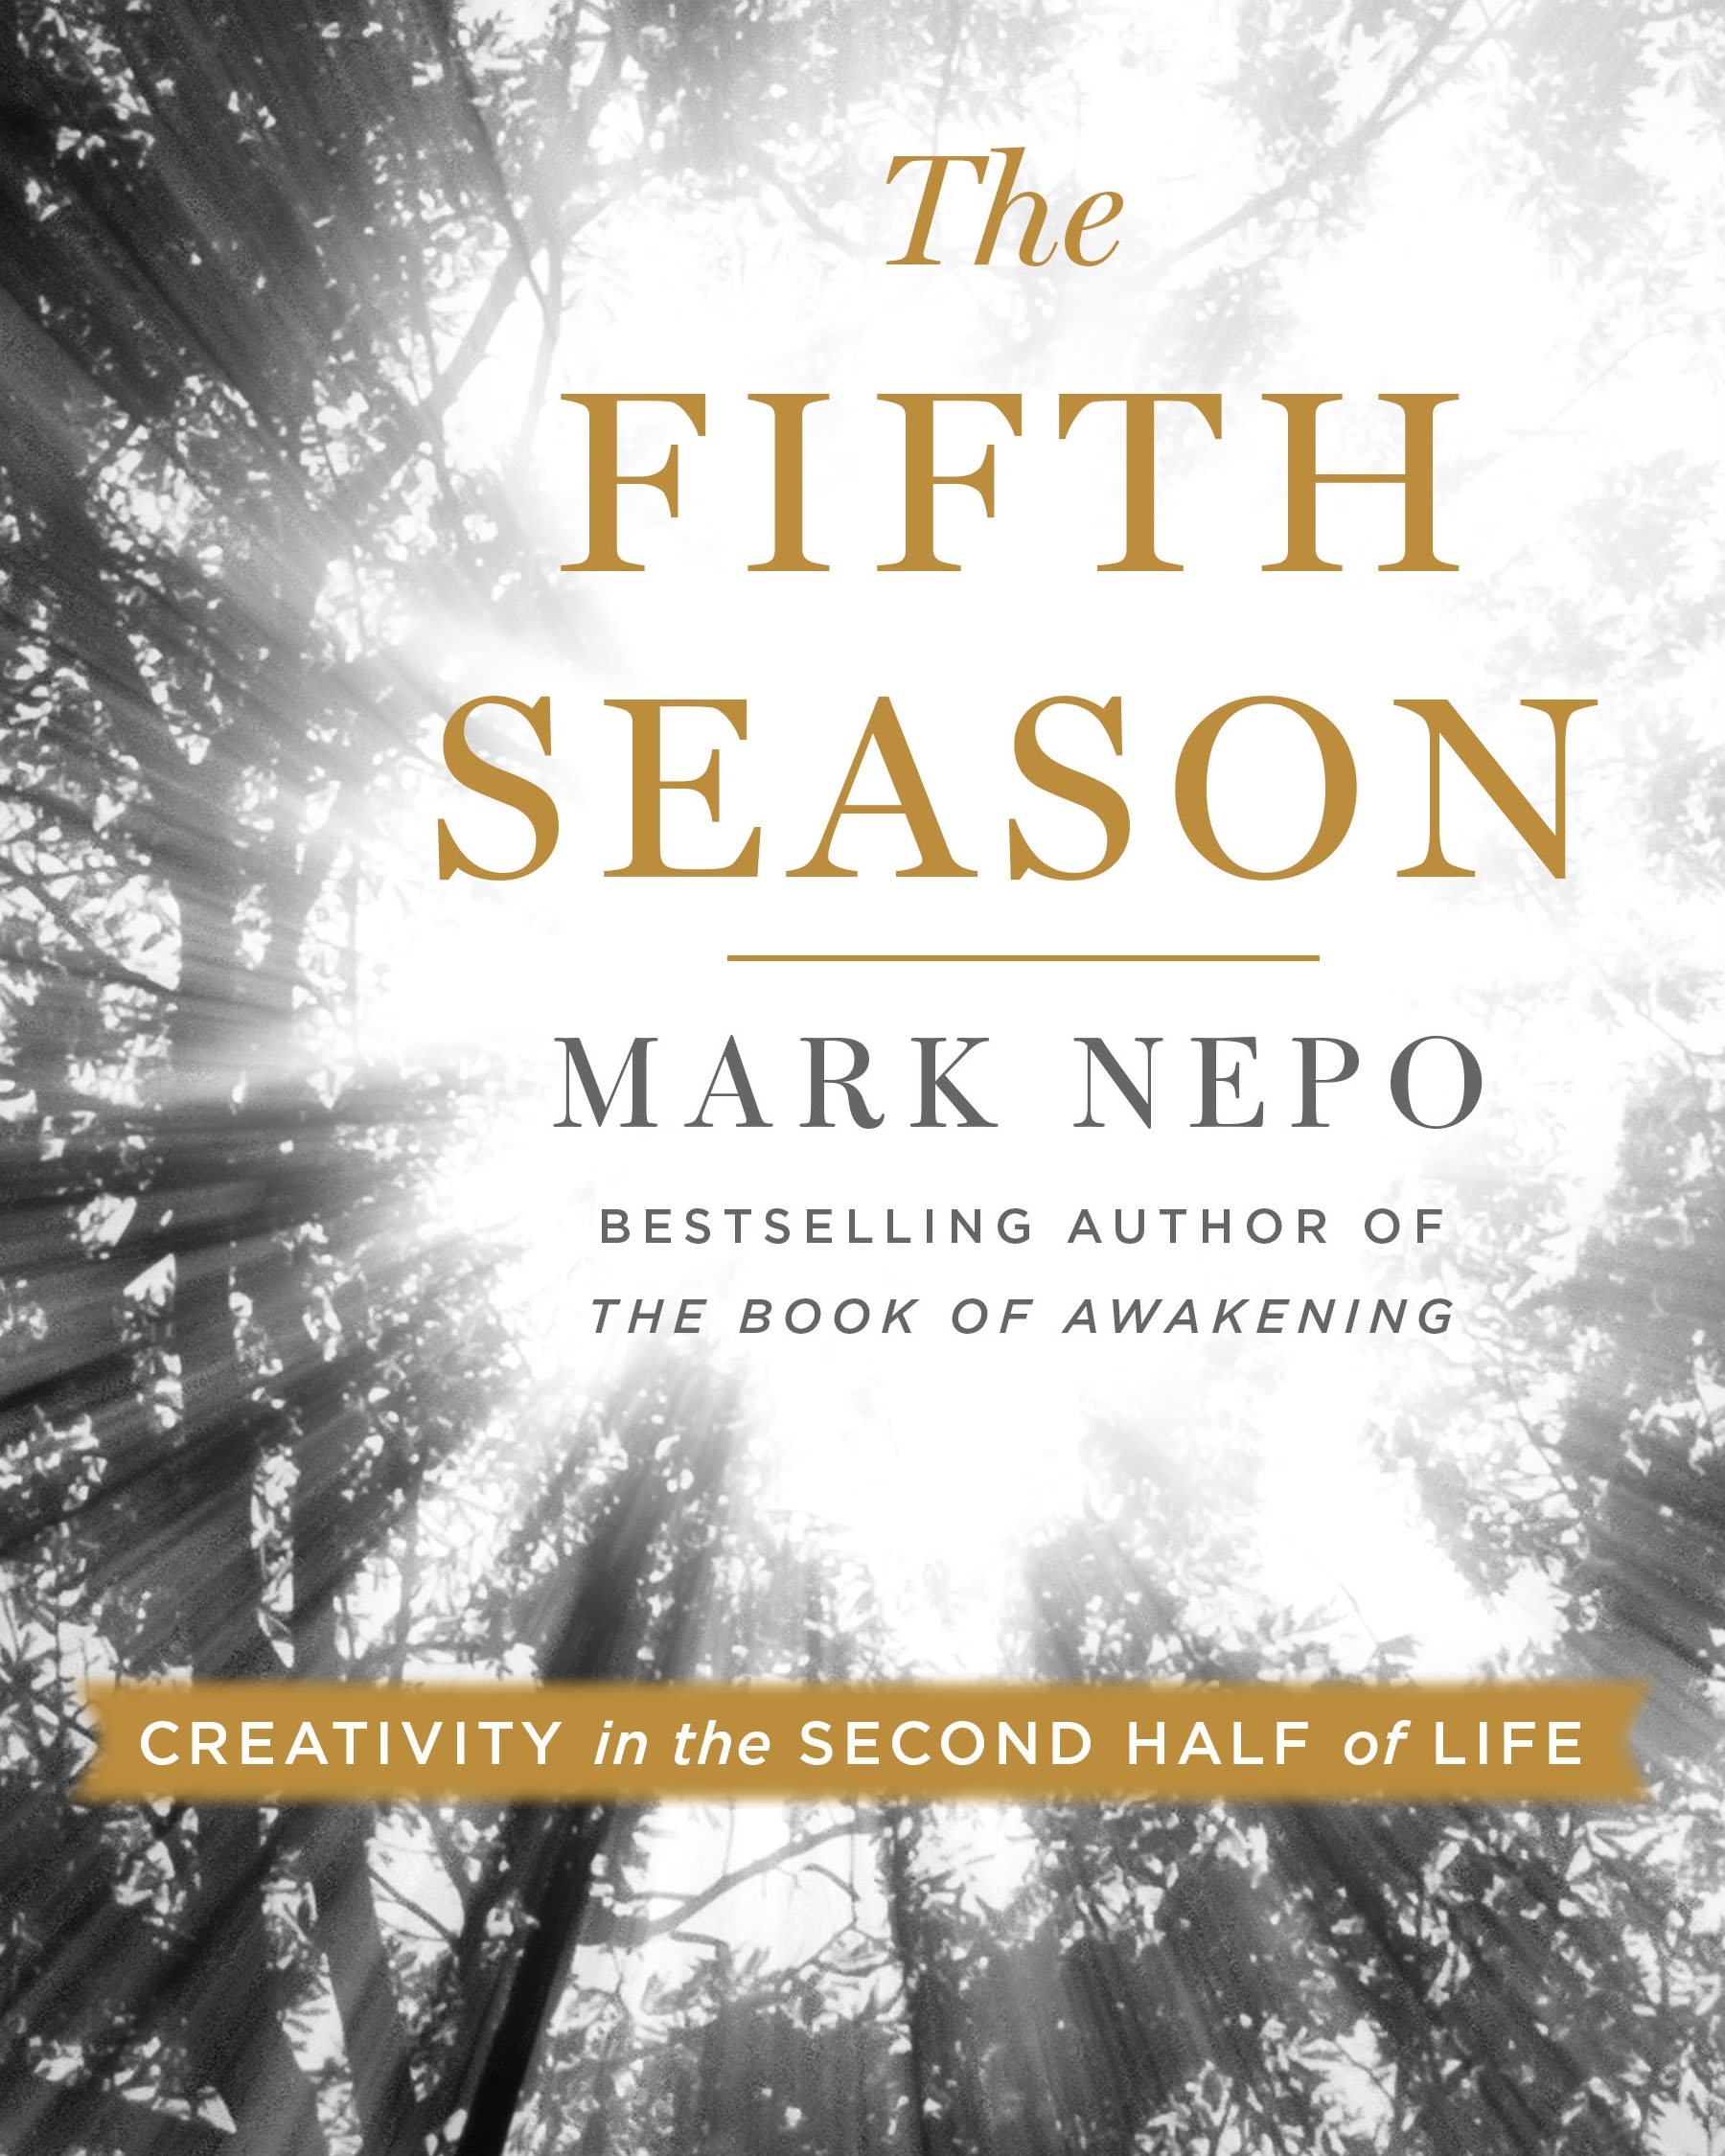 The
FIFTH
SEASON
MARK NEPO
BESTSELLING AUTHOR OF
THE BOOK OF AWAKENING
CREATIVITY in the SECOND HALF of LIFE